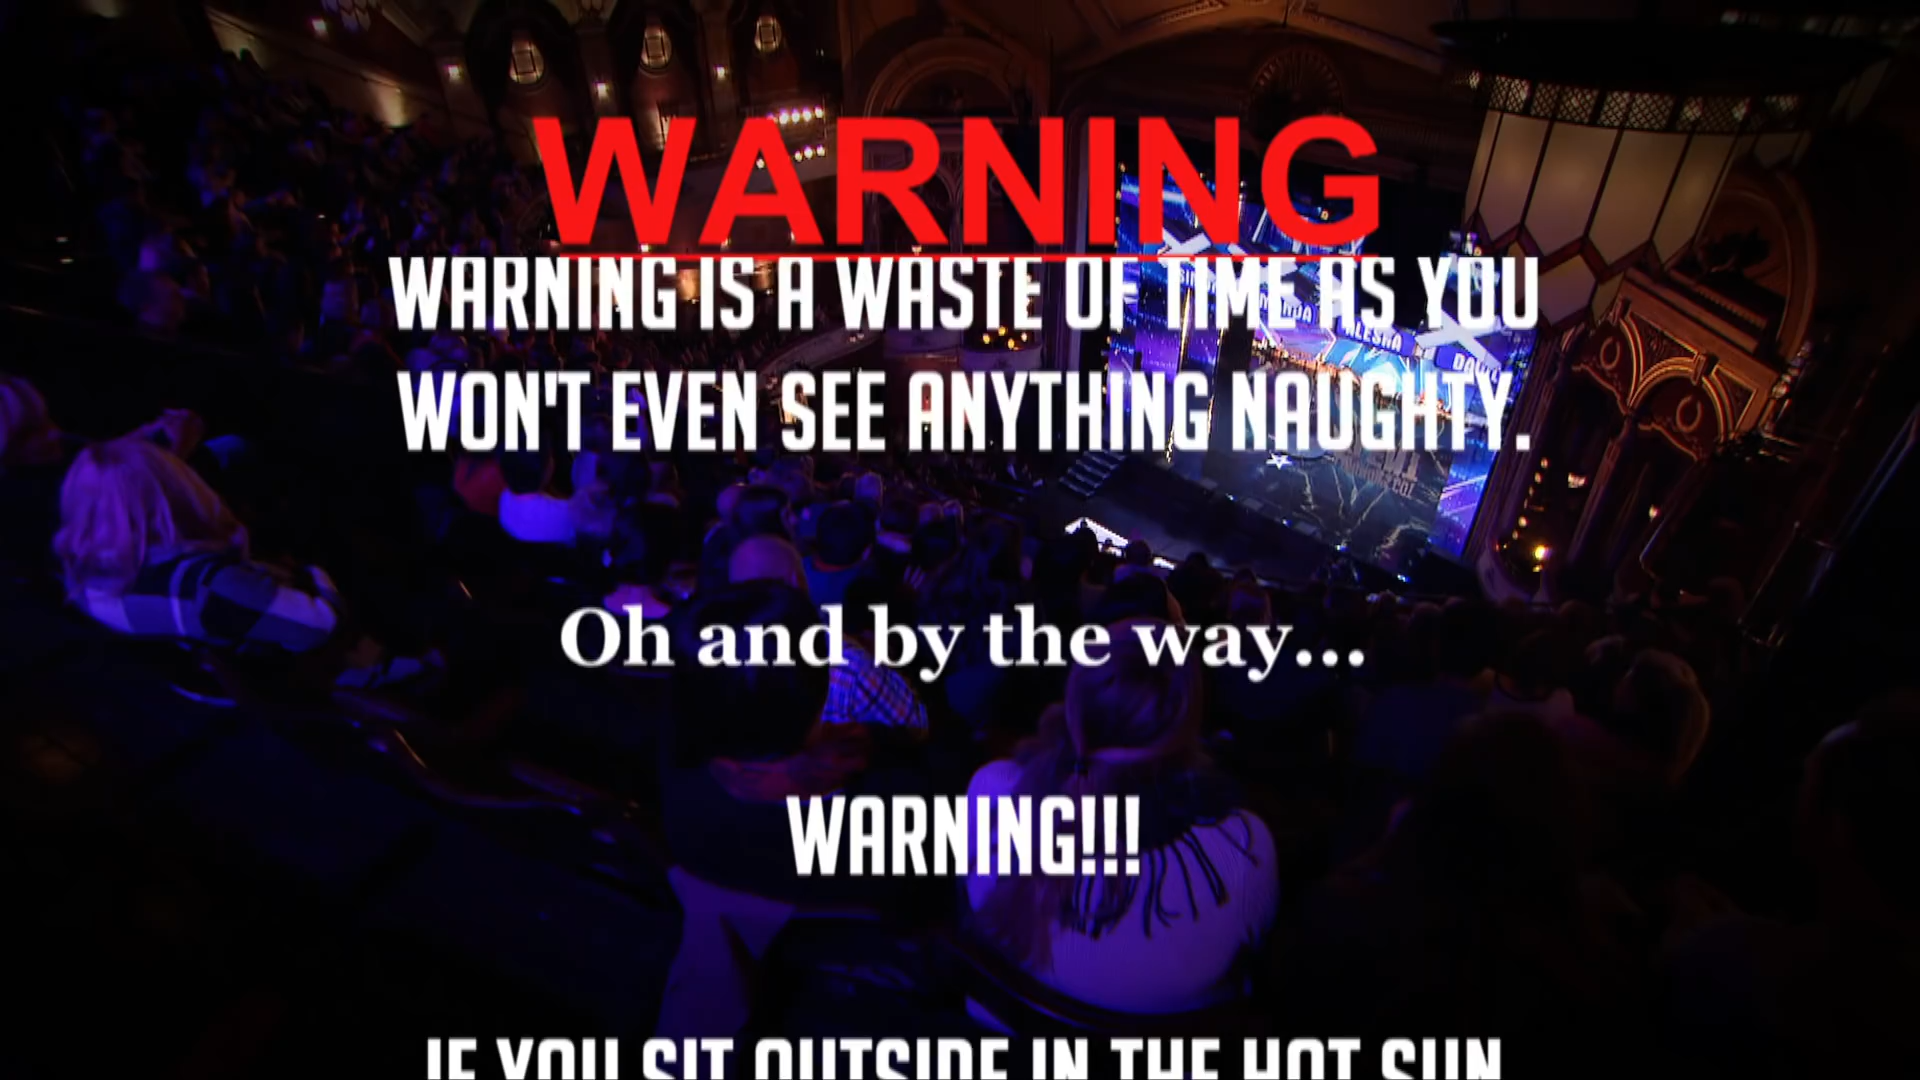 WARNING
WARNING IS A WASTE OF TIME AS YOU
WON'T EVEN SEE ANYTHING NAUGHTY.
ALESHA
Oh and by the way...
WARNING!!!
IF YOU SIT OUTSIDE IN THE HOT SUN